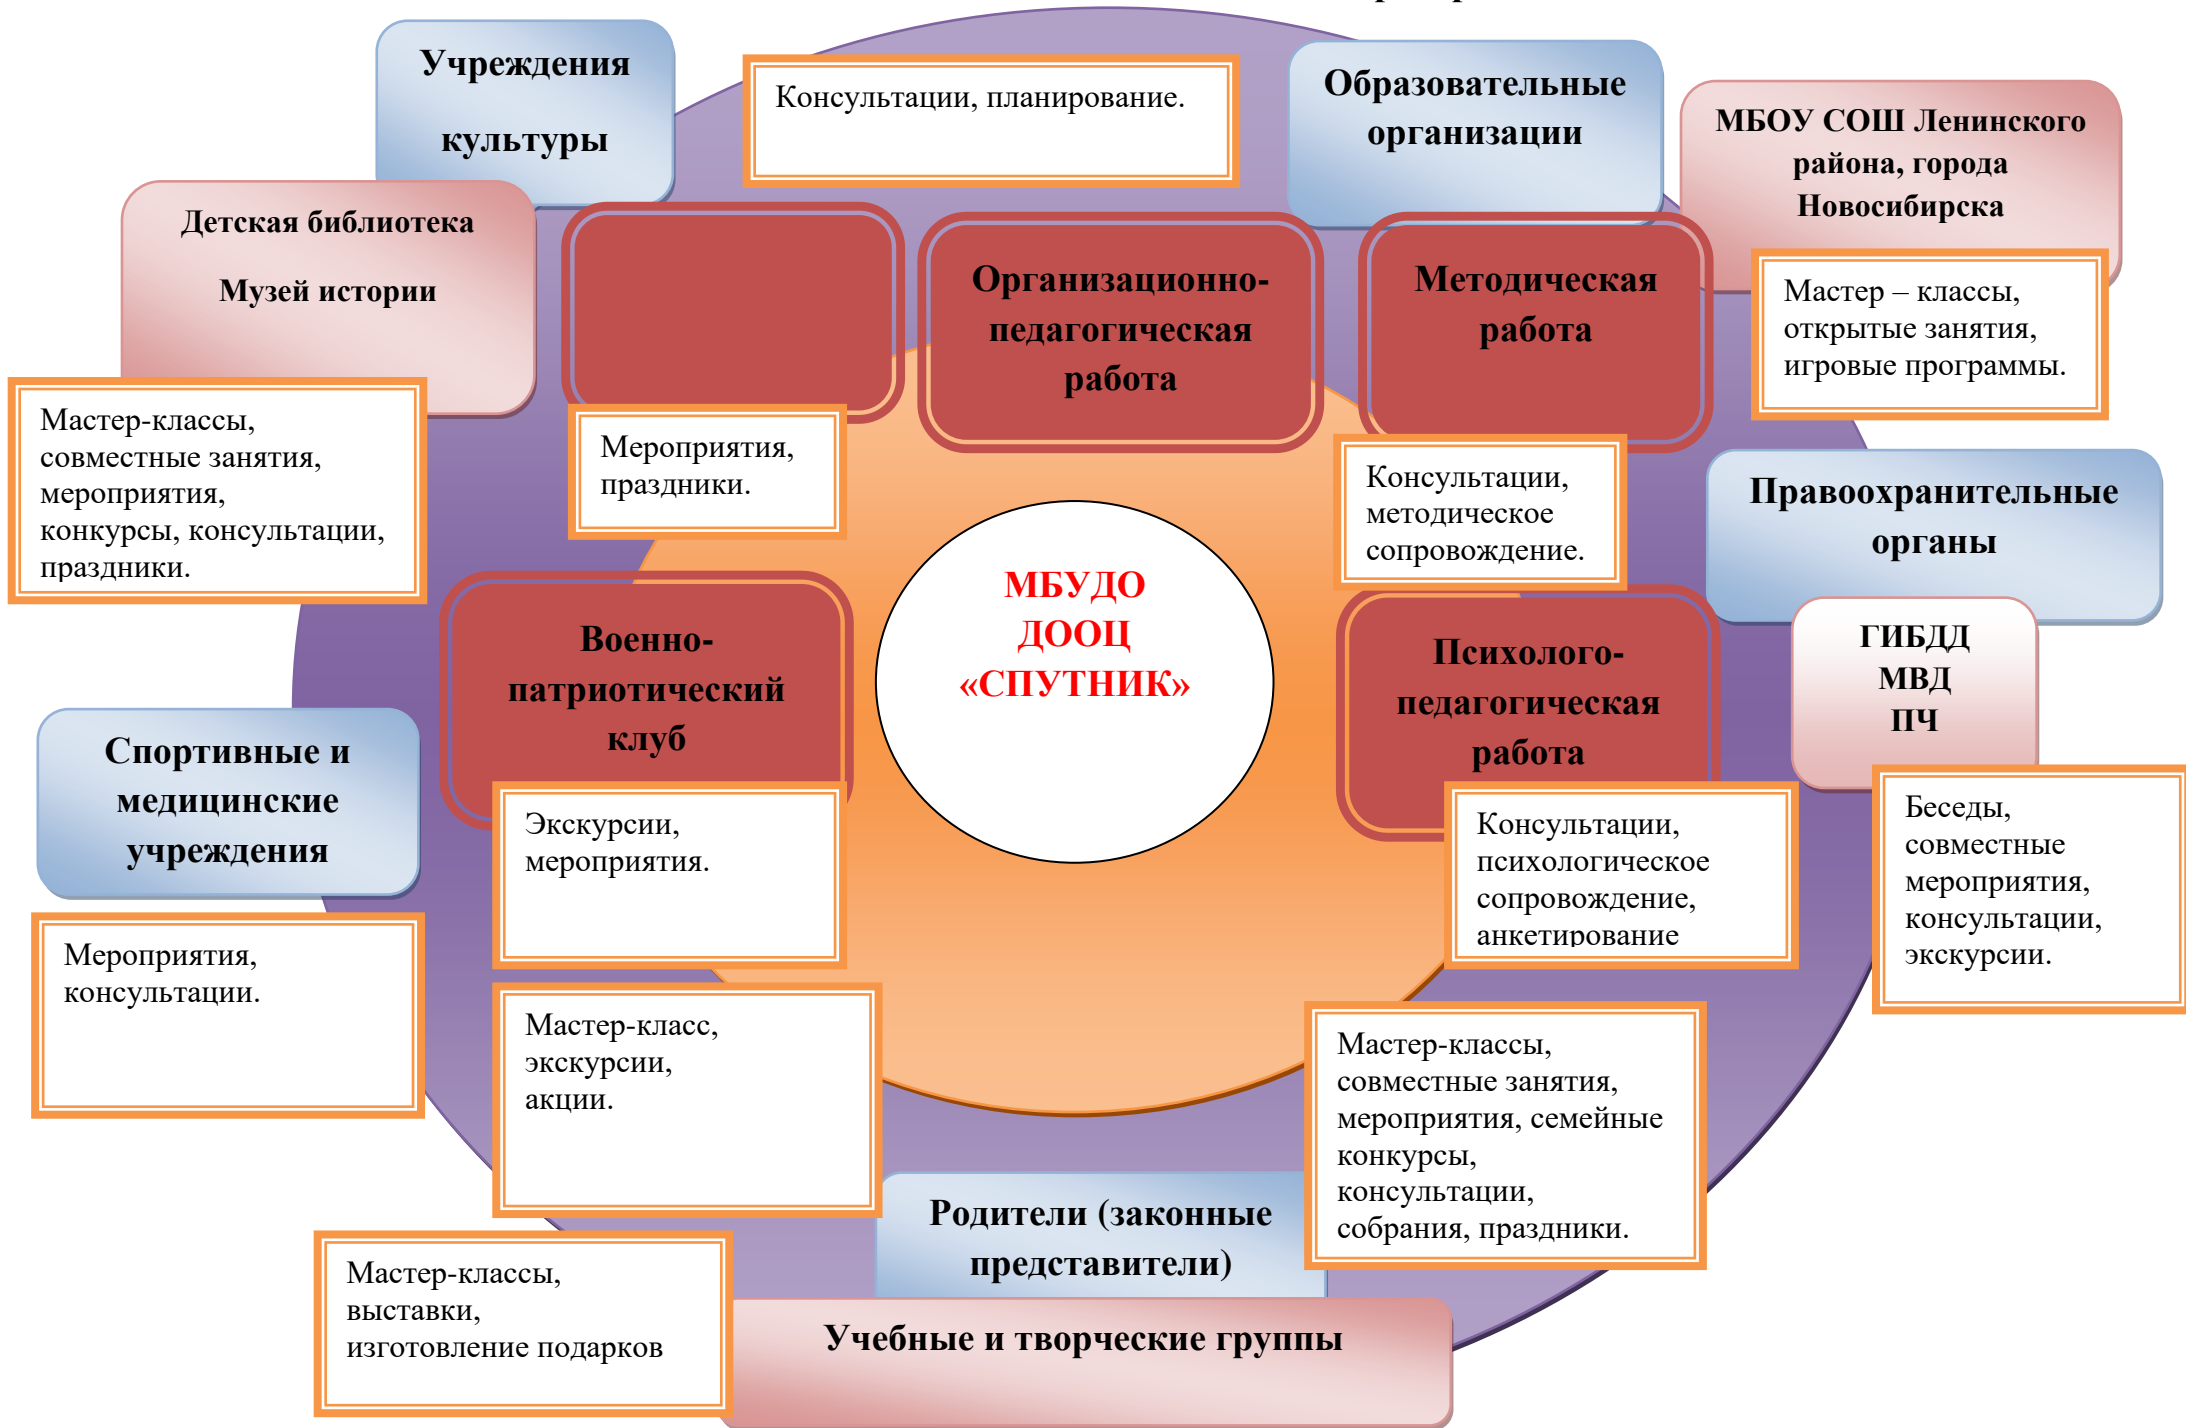 Учреждения
культуры
Консультации, планирование.
Образовательные
организации
МБОУ СОШ Ленинского
района, города
Новосибирска
Детская библиотека
Музей истории
Организационно-
педагогическая
работа
Методическая
работа
Мастер – классы,
открытые занятия,
игровые программы.
Мастер-классы,
совместные занятия,
мероприятия,
конкурсы, консультации,
праздники.
Мероприятия,
праздники.
Консультации,
методическое
сопровождение.
Правоохранительные
органы
МБУДО
ДООЦ
«СПУТНИК»
Военно-
патриотический
клуб
Психолого-
педагогическая
работа
ГИБДД
МВД
ПЧ
Спортивные и
медицинские
учреждения
Экскурсии,
мероприятия.
Консультации,
психологическое
сопровождение,
анкетирование
Беседы,
совместные
мероприятия,
консультации,
экскурсии.
Мероприятия,
консультации.
Мастер-класс,
экскурсии,
акции.
Мастер-классы,
совместные занятия,
мероприятия, семейные
конкурсы,
консультации,
собрания, праздники.
Родители (законные
представители)
Мастер-классы,
выставки,
изготовление подарков
Учебные и творческие группы